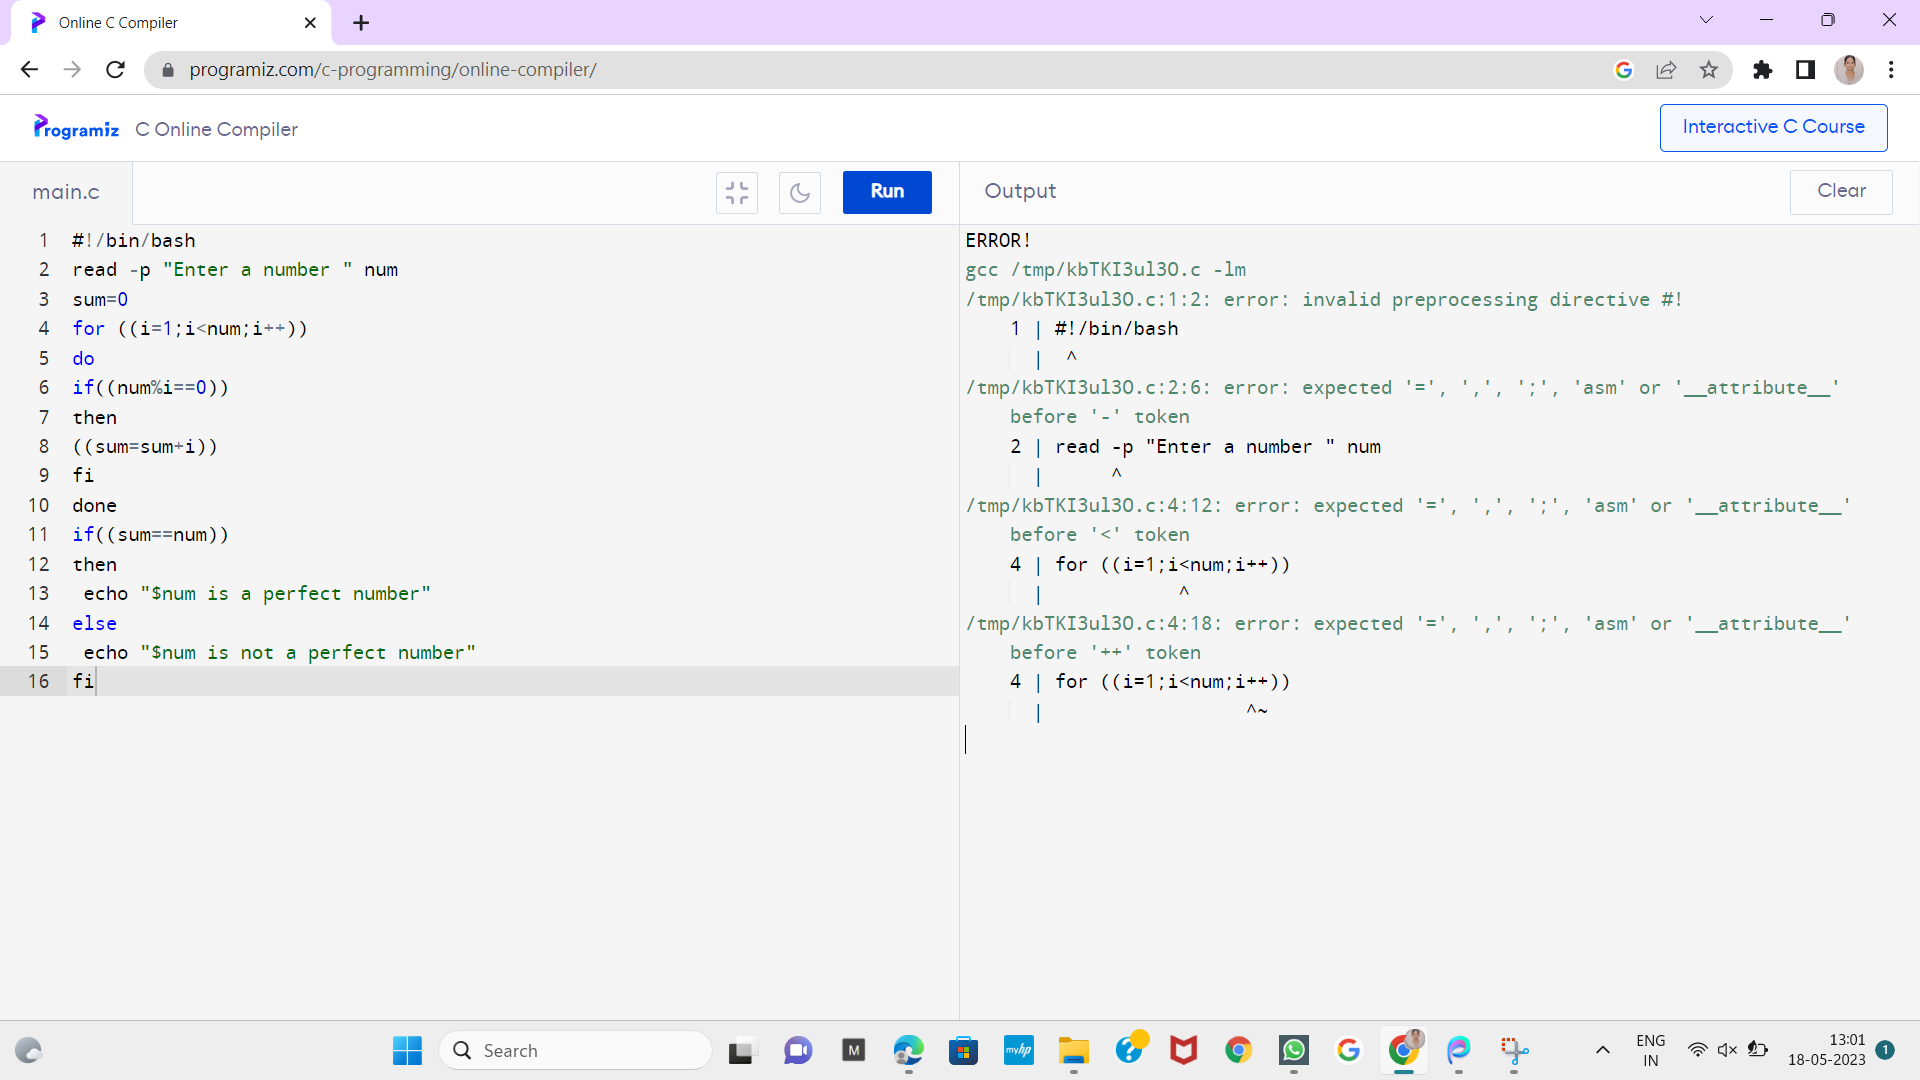 Online C Compiler
programiz.com/c-programming/online-compiler/
Programiz C Online Compiler
Interactive C Course
main.c
Run
Output
Clear
1 #!/bin/bash
2 read -p "Enter a number " num
3 sum=0
4 for ((i=1;i<num;i++))
5 do
6 if((num%i==0))
7 then
8 ((sum=sum+i))
9 fi
10 done
11 if((sum==num))
12 then
13  echo "$num is a perfect number"
14 else
15  echo "$num is not a perfect number"
16 fi
ERROR!
gcc /tmp/kbTKI3ul3O.c -lm
/tmp/kbTKI3ul3O.c:1:2: error: invalid preprocessing directive #!
1 | #!/bin/bash
| ^
/tmp/kbTKI3ul3O.c:2:6: error: expected '=', ',', ';', 'asm' or '__attribute__'
before '-' token
2 | read -p "Enter a number " num
| ^
/tmp/kbTKI3ul3O.c:4:12: error: expected '=', ',', ';', 'asm' or '__attribute__'
before '<' token
4 | for ((i=1;i<num;i++))
| ^
/tmp/kbTKI3ul3O.c:4:18: error: expected '=', ',', ';', 'asm' or '__attribute__'
before '++' token
4 | for ((i=1;i<num;i++))
| ^~
Search
M
myhp
ENG
IN
13:01
18-05-2023
1